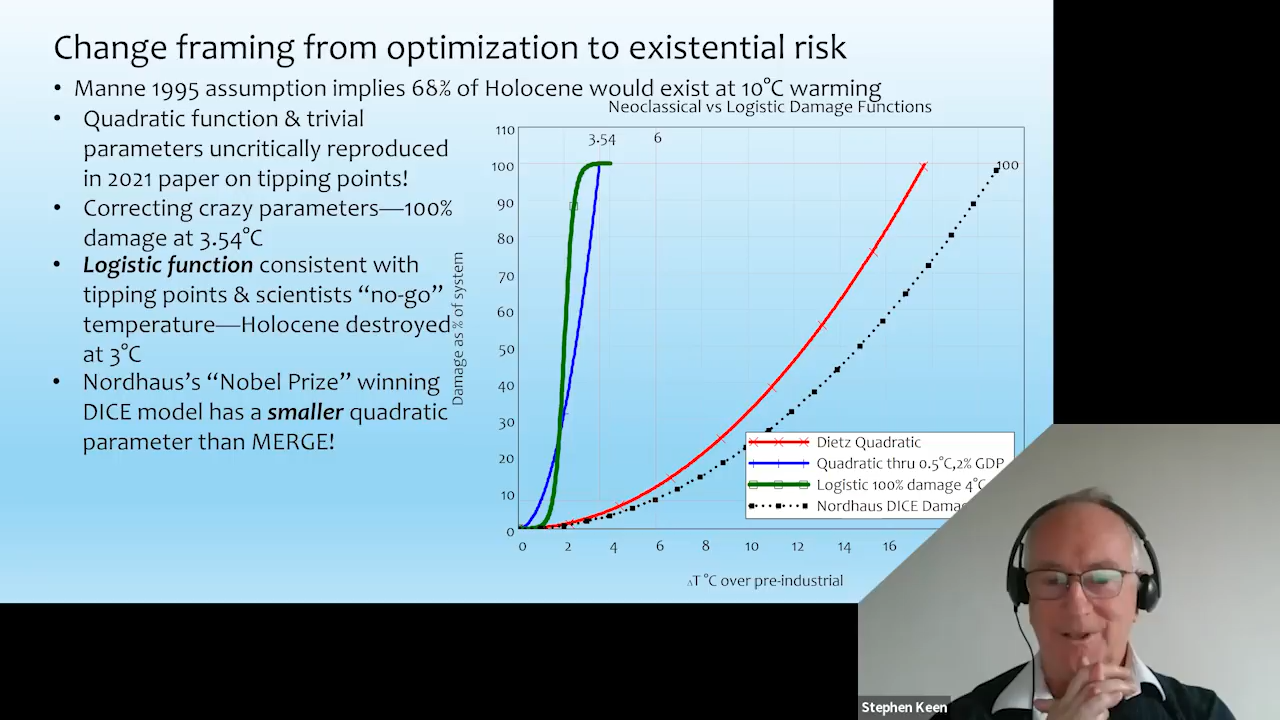 Change framing from optimization to existential risk
• Manne 1995 assumption implies 68% of Holocene would exist at 10°C warming
• Quadratic function & trivial
parameters uncritically reproduced
in 2021 paper on tipping points!
• Correcting crazy parameters—100%
damage at 3.54°C
• Logistic function consistent with
tipping points & scientists “no-go”
temperature—Holocene destroyed
at 3°C
• Nordhaus’s “Nobel Prize” winning
DICE model has a smaller quadratic
parameter than MERGE!
Neoclassical vs Logistic Damage Functions
3.54 6
110
100
100
90
80
70
60
50
40
30
20
10
0
Damage as % of system
Dietz Quadratic
Quadratic thru 0.5°C,2% GDP
Logistic 100% damage 4°C
Nordhaus DICE
0 2 4 6 8 10 12 14 16
ΔT °C over pre-industrial
Stephen Keen